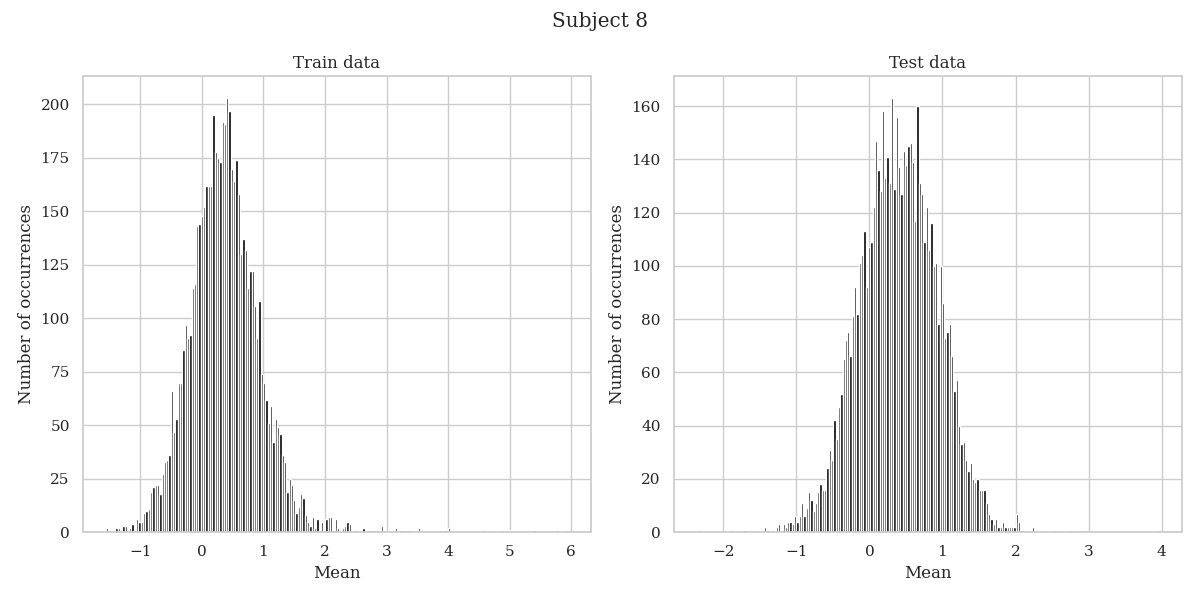 Subject 8
Train data
Test data
200
175
150
125
100
75
50
25
0
Number of occurrences
−1 0 1 2 3 4 5 6
Mean
160
140
120
100
80
60
40
20
0
Number of occurrences
−2 −1 0 1 2 3 4
Mean